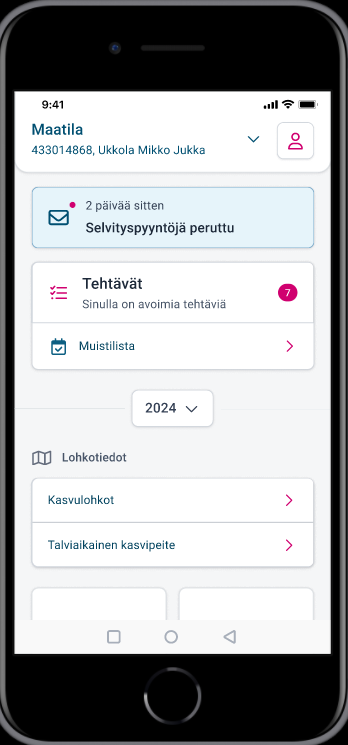 9:41
Maatila
433014868, Ukkola Mikko Jukka
2 päivää sitten
Selvityspyyntöjä peruttu
Tehtävät
Sinulla on avoimia tehtäviä
7
Muistilista
2024
Lohkotiedot
Kasvulohkot
Talviaikainen kasvipeite